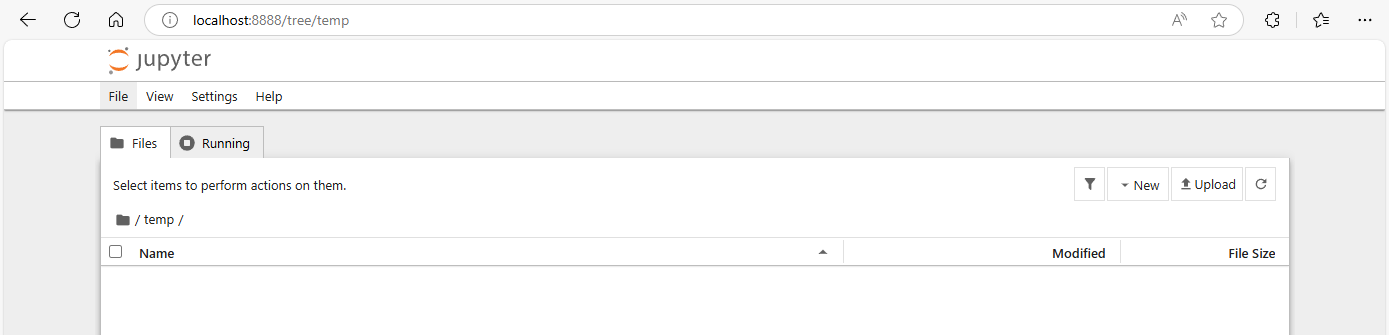 localhost:8888/tree/temp
jupyter
File View Settings Help
Files Running
Select items to perform actions on them. New Upload
/ temp /
Name Modified File Size